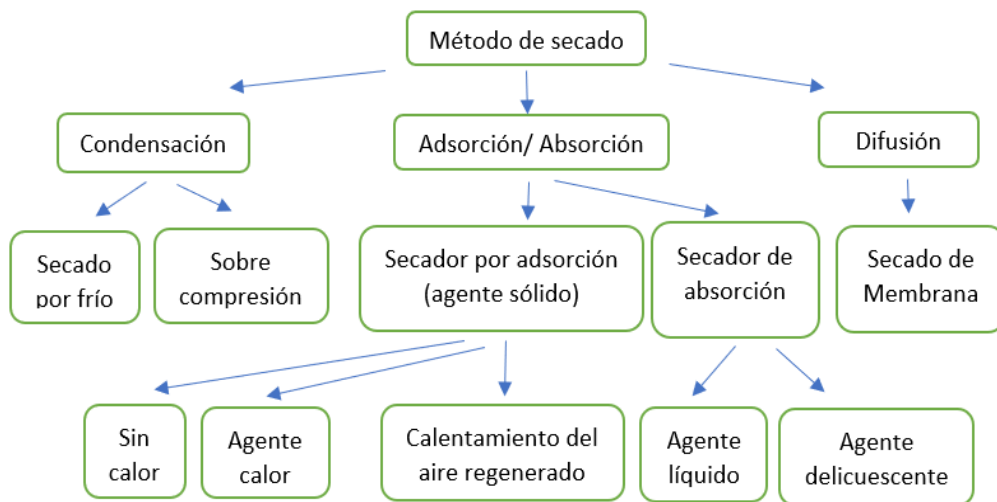 Método de secado
Condensación
Adsorción/ Absorción
Difusión
Secado
por frío
Sobre
compresión
Secador por adsorción
(agente sólido)
Secador de
absorción
Secado de
Membrana
Sin
calor
Agente
calor
Calentamiento del
aire regenerado
Agente
líquido
Agente
delicuescente